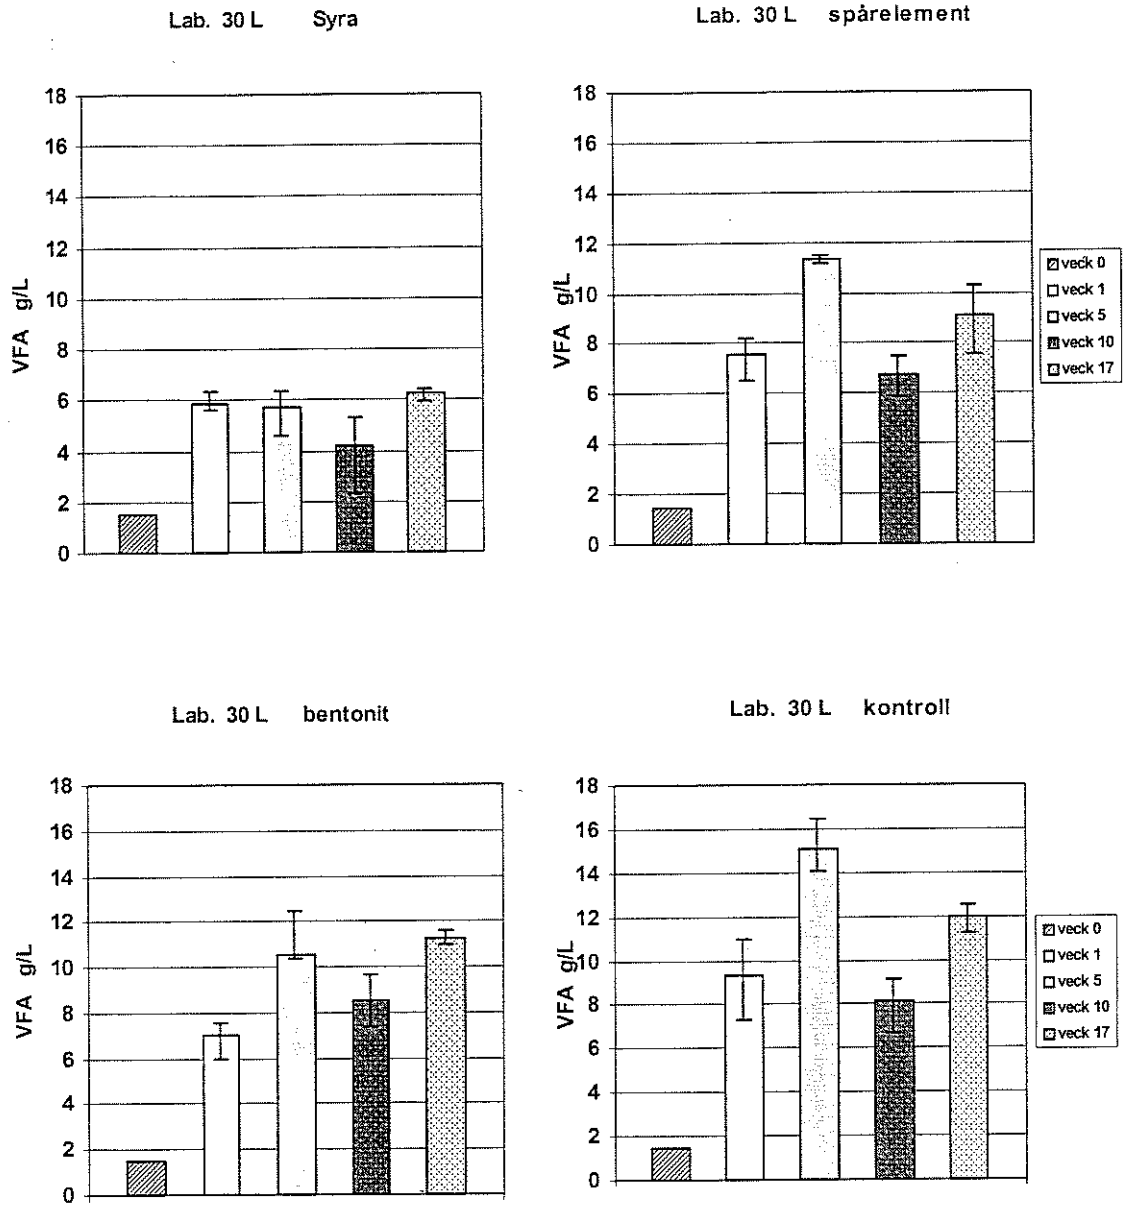 Lab. 30 L Syra
18
16
14
12
10
8
6
4
2
0
VFA g/L
Lab. 30 L spårelement
18
16
14
12
10
8
6
4
2
0
VFA g/L
veck 0
veck 1
veck 5
veck 10
veck 17
Lab. 30 L bentonit
18
16
14
12
10
8
6
4
2
0
VFA g/L
Lab. 30 L kontroll
18
16
14
12
10
8
6
4
2
0
VFA g/L
veck 0
veck 1
veck 5
veck 10
veck 17